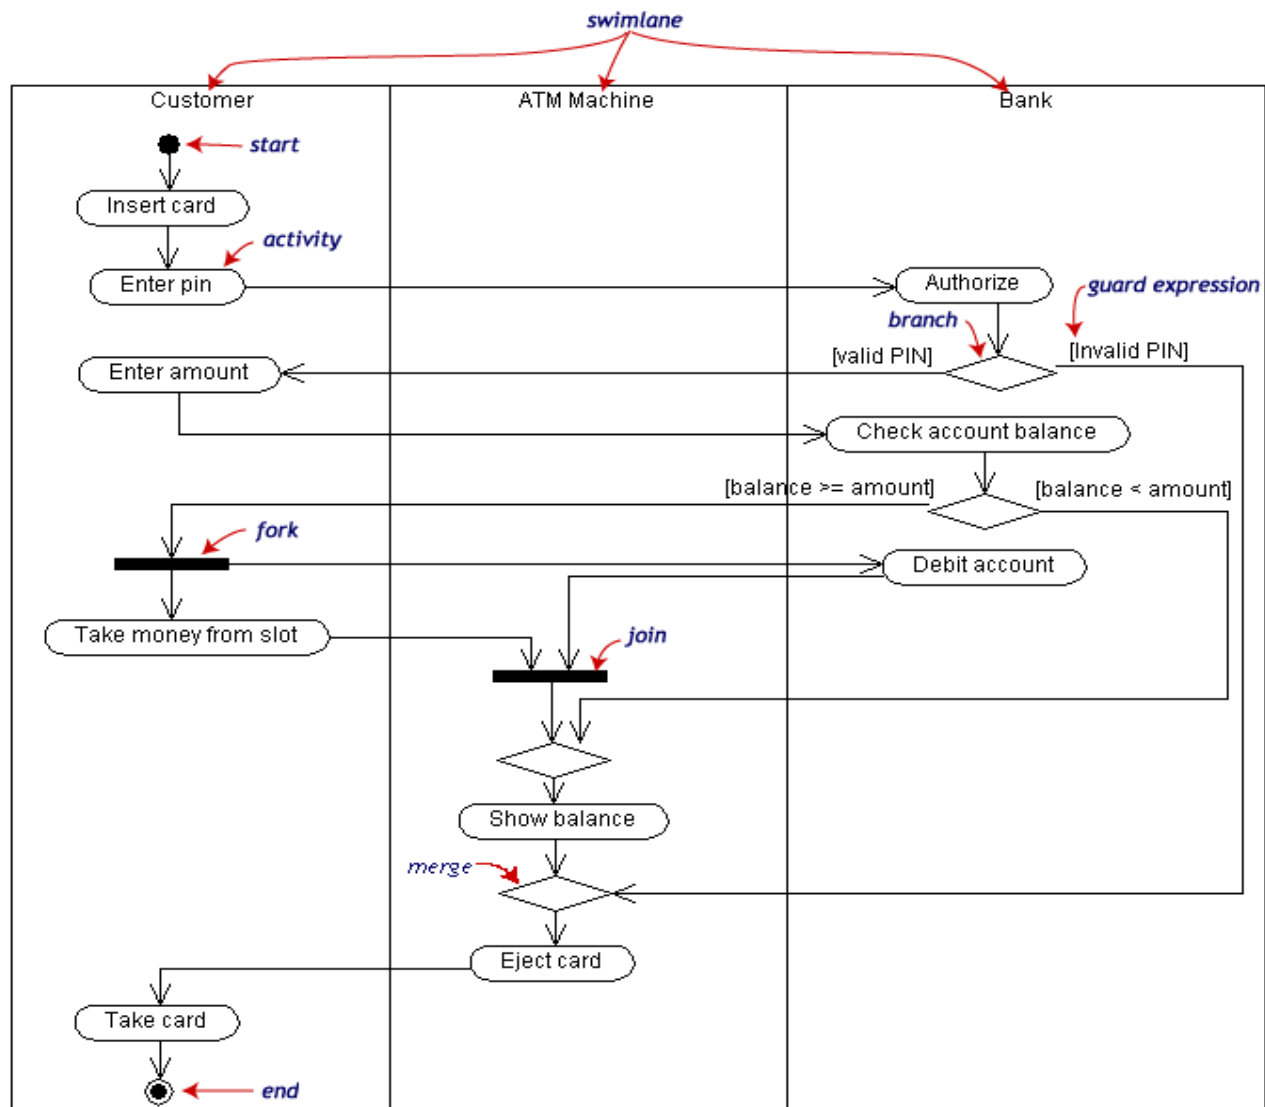 swimlane
Customer
ATM Machine
Bank
start
Insert card
activity
Enter pin
Authorize
guard expression
branch
[valid PIN]
[Invalid PIN]
Enter amount
Check account balance
[balance >= amount]
[balance < amount]
fork
Debit account
Take money from slot
join
Show balance
merge
Eject card
Take card
end